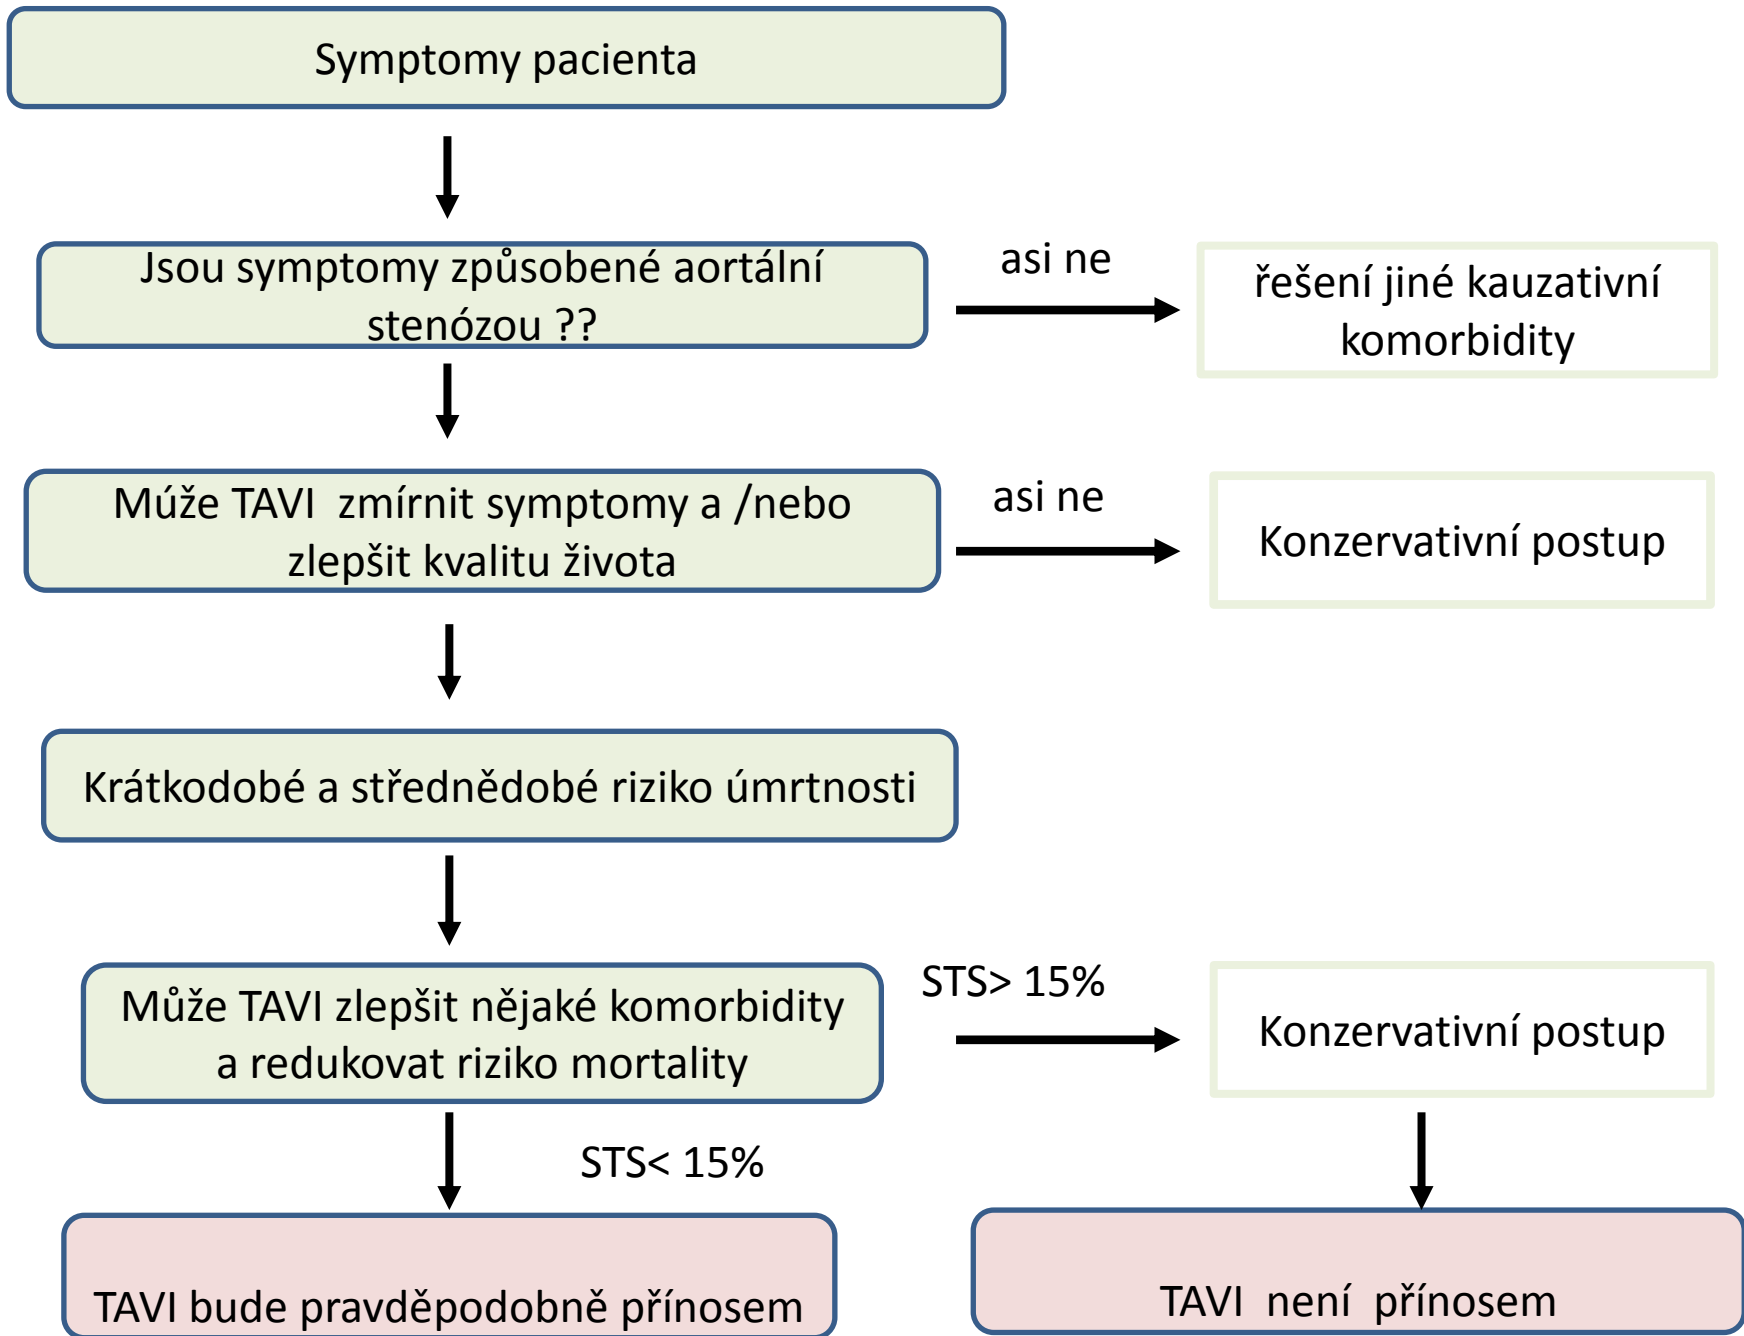 Symptomy pacienta
Jsou symptomy způsobené aortální
stenózou ??
asi ne
řešení jiné kauzativní
komorbidity
Múže TAVI  zmírnit symptomy a /nebo
zlepšit kvalitu života
asi ne
Konzervativní postup
Krátkodobé a střednědobé riziko úmrtnosti
Může TAVI zlepšit nějaké komorbidity
a redukovat riziko mortality
STS> 15%
Konzervativní postup
STS< 15%
TAVI bude pravděpodobně přínosem
TAVI  není  přínosem